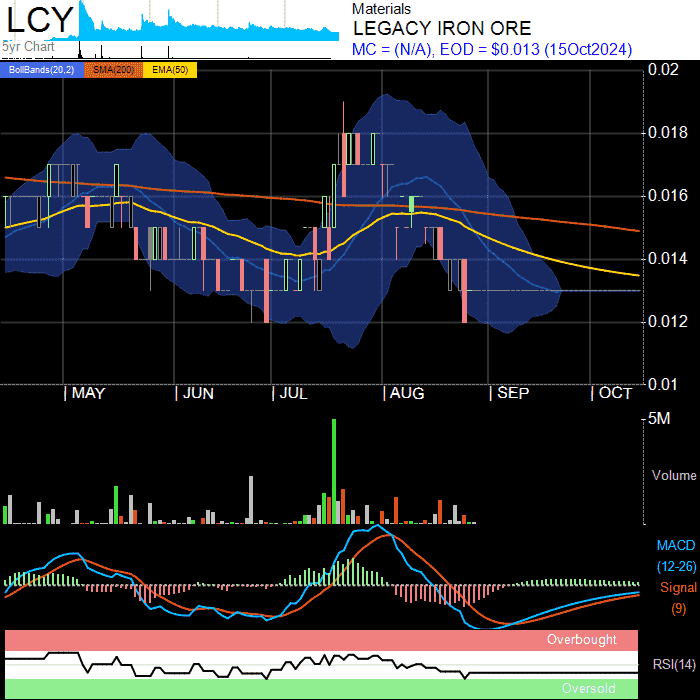 LCY
5yr Chart
Materials
LEGACY IRON ORE
MC = (N/A), EOD = $0.013 (15Oct2024)
BollBands(20,2) SMA(200) EMA(50)
0.02
0.018
0.016
0.014
0.012
0.01
| MAY | JUN | JUL | AUG | SEP | OCT
5M
Volume
MACD
(12-26)
Signal
(9)
Overbought
RSI(14)
Oversold